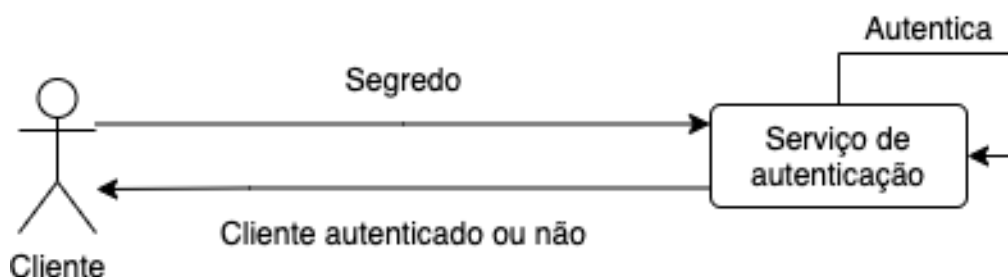 Autentica
Segredo
Serviço de
autenticação
Cliente autenticado ou não
Cliente